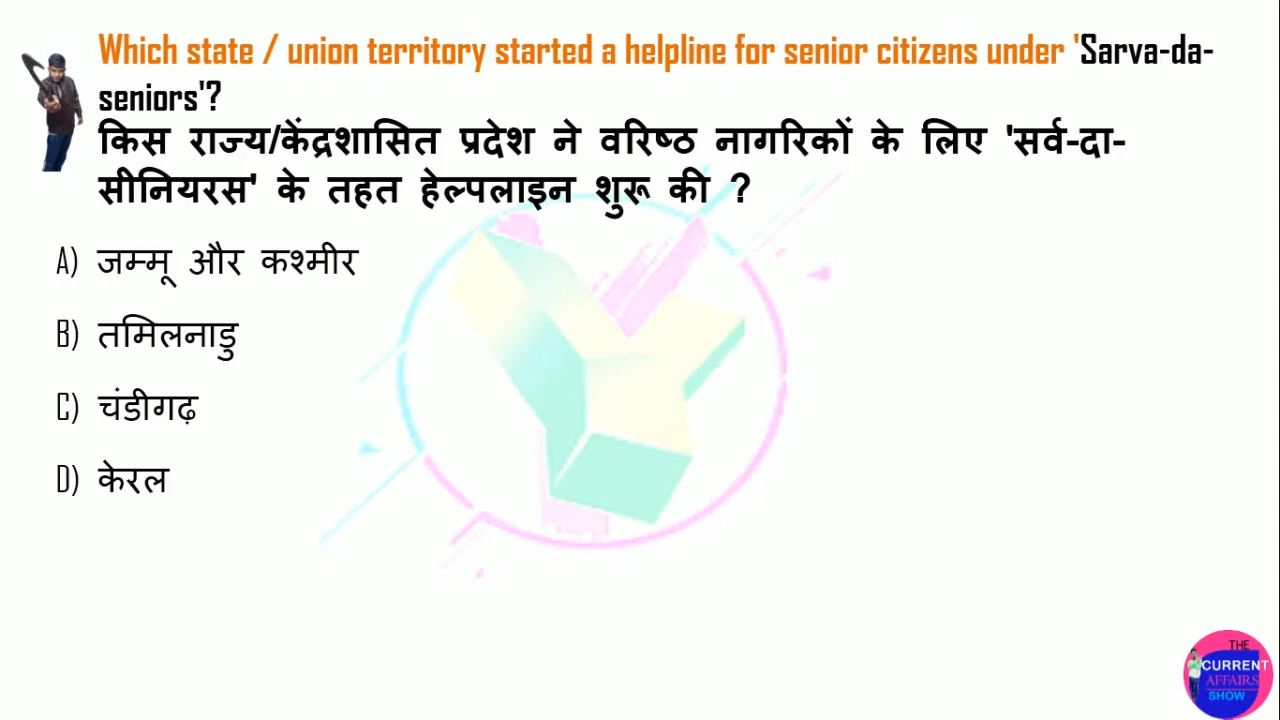 Which state / union territory started a helpline for senior citizens under 'Sarva-da-
seniors'?
किस राज्य/केंद्रशासित प्रदेश ने वरिष्ठ नागरिकों के लिए 'सर्व-दा-
सीनियरस' के तहत हेल्पलाइन शुरू की ?
A) जम्मू और कश्मीर
B) तमिलनाडु
C) चंडीगढ़
D) केरल
THE
CURRENT
AFFAIRS
SHOW